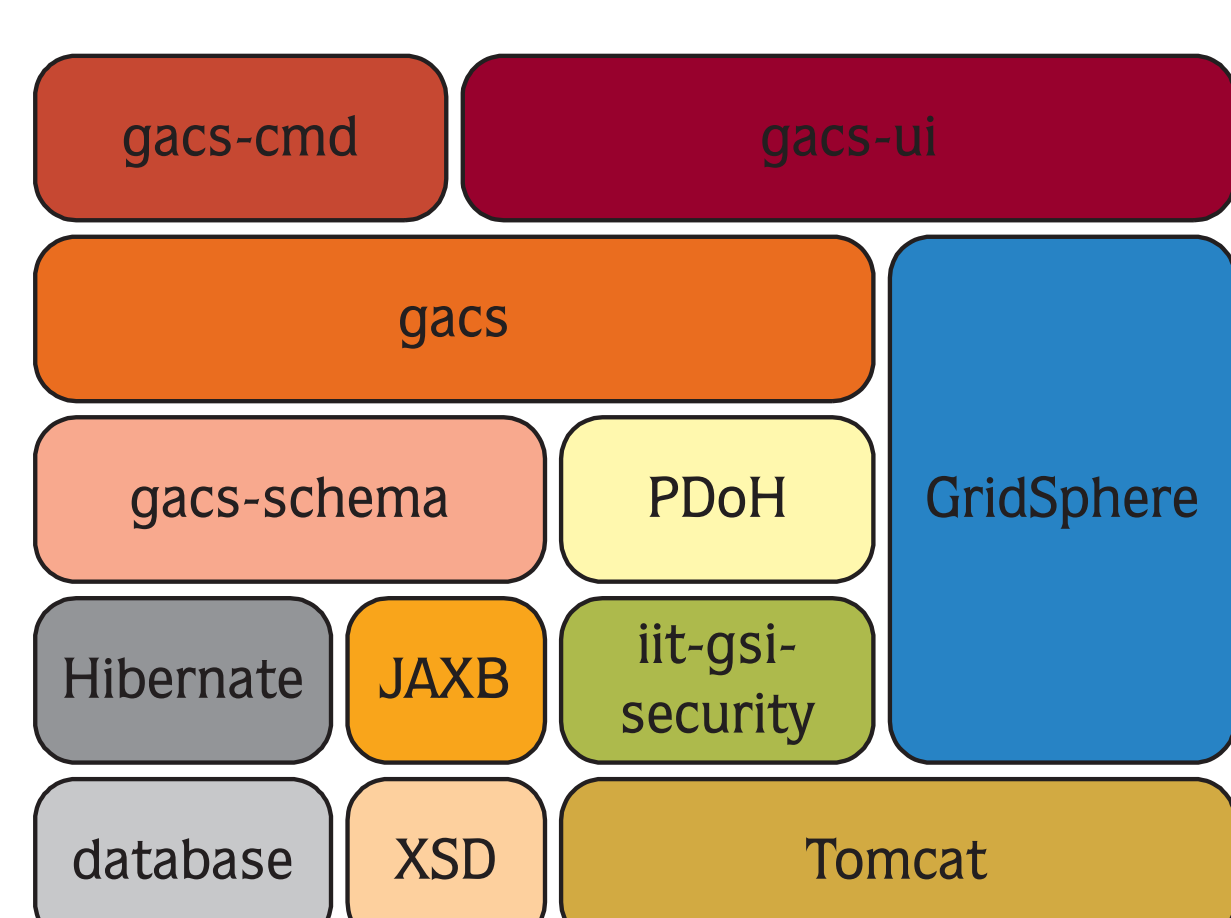 gacs-cmd
gacs-ui
gacs
gacs-schema
PDoH
GridSphere
Hibernate
JAXB
iit-gsi-
security
database
XSD
Tomcat